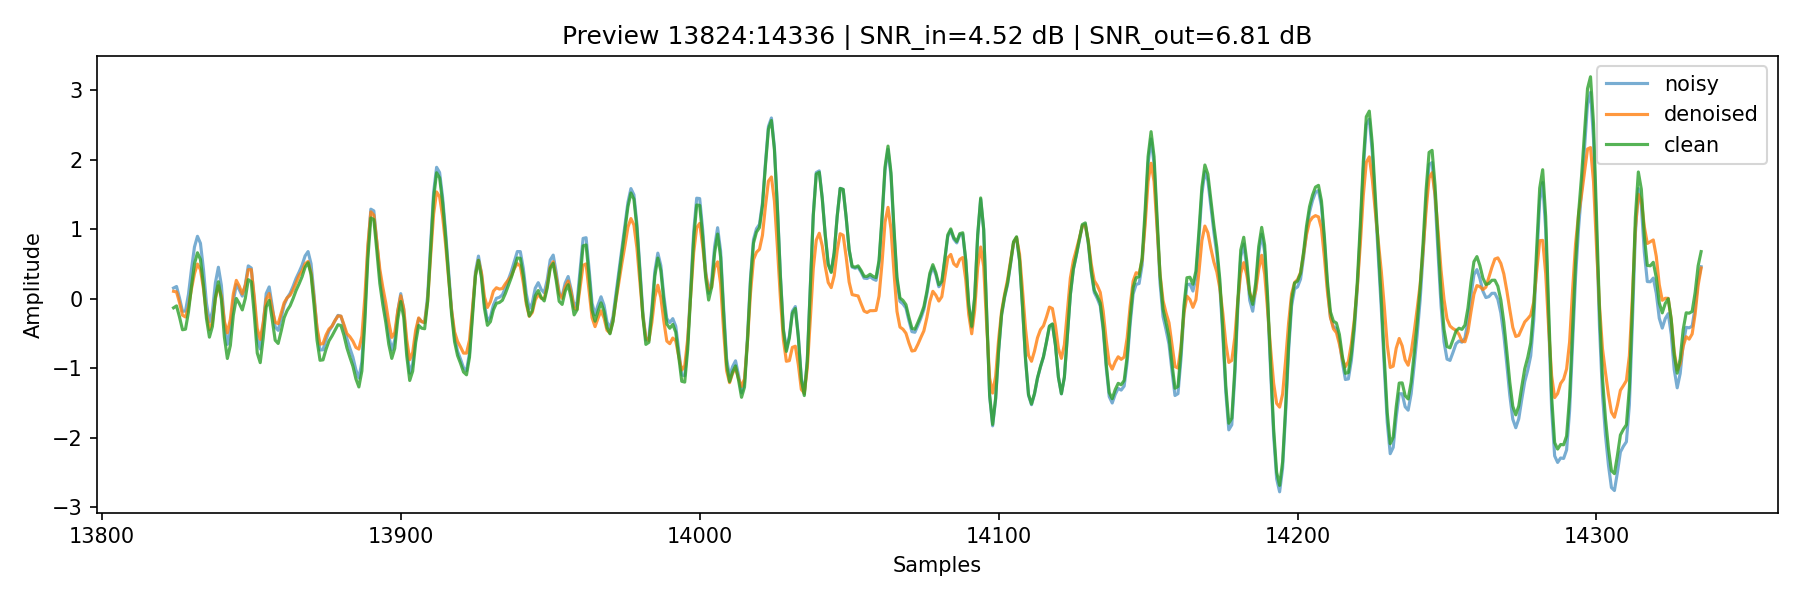 Preview 13824:14336 | SNR_in=4.52 dB | SNR_out=6.81 dB
noisy
denoised
clean
Amplitude
3
2
1
0
−1
−2
−3
13800
13900
14000
14100
14200
14300
Samples